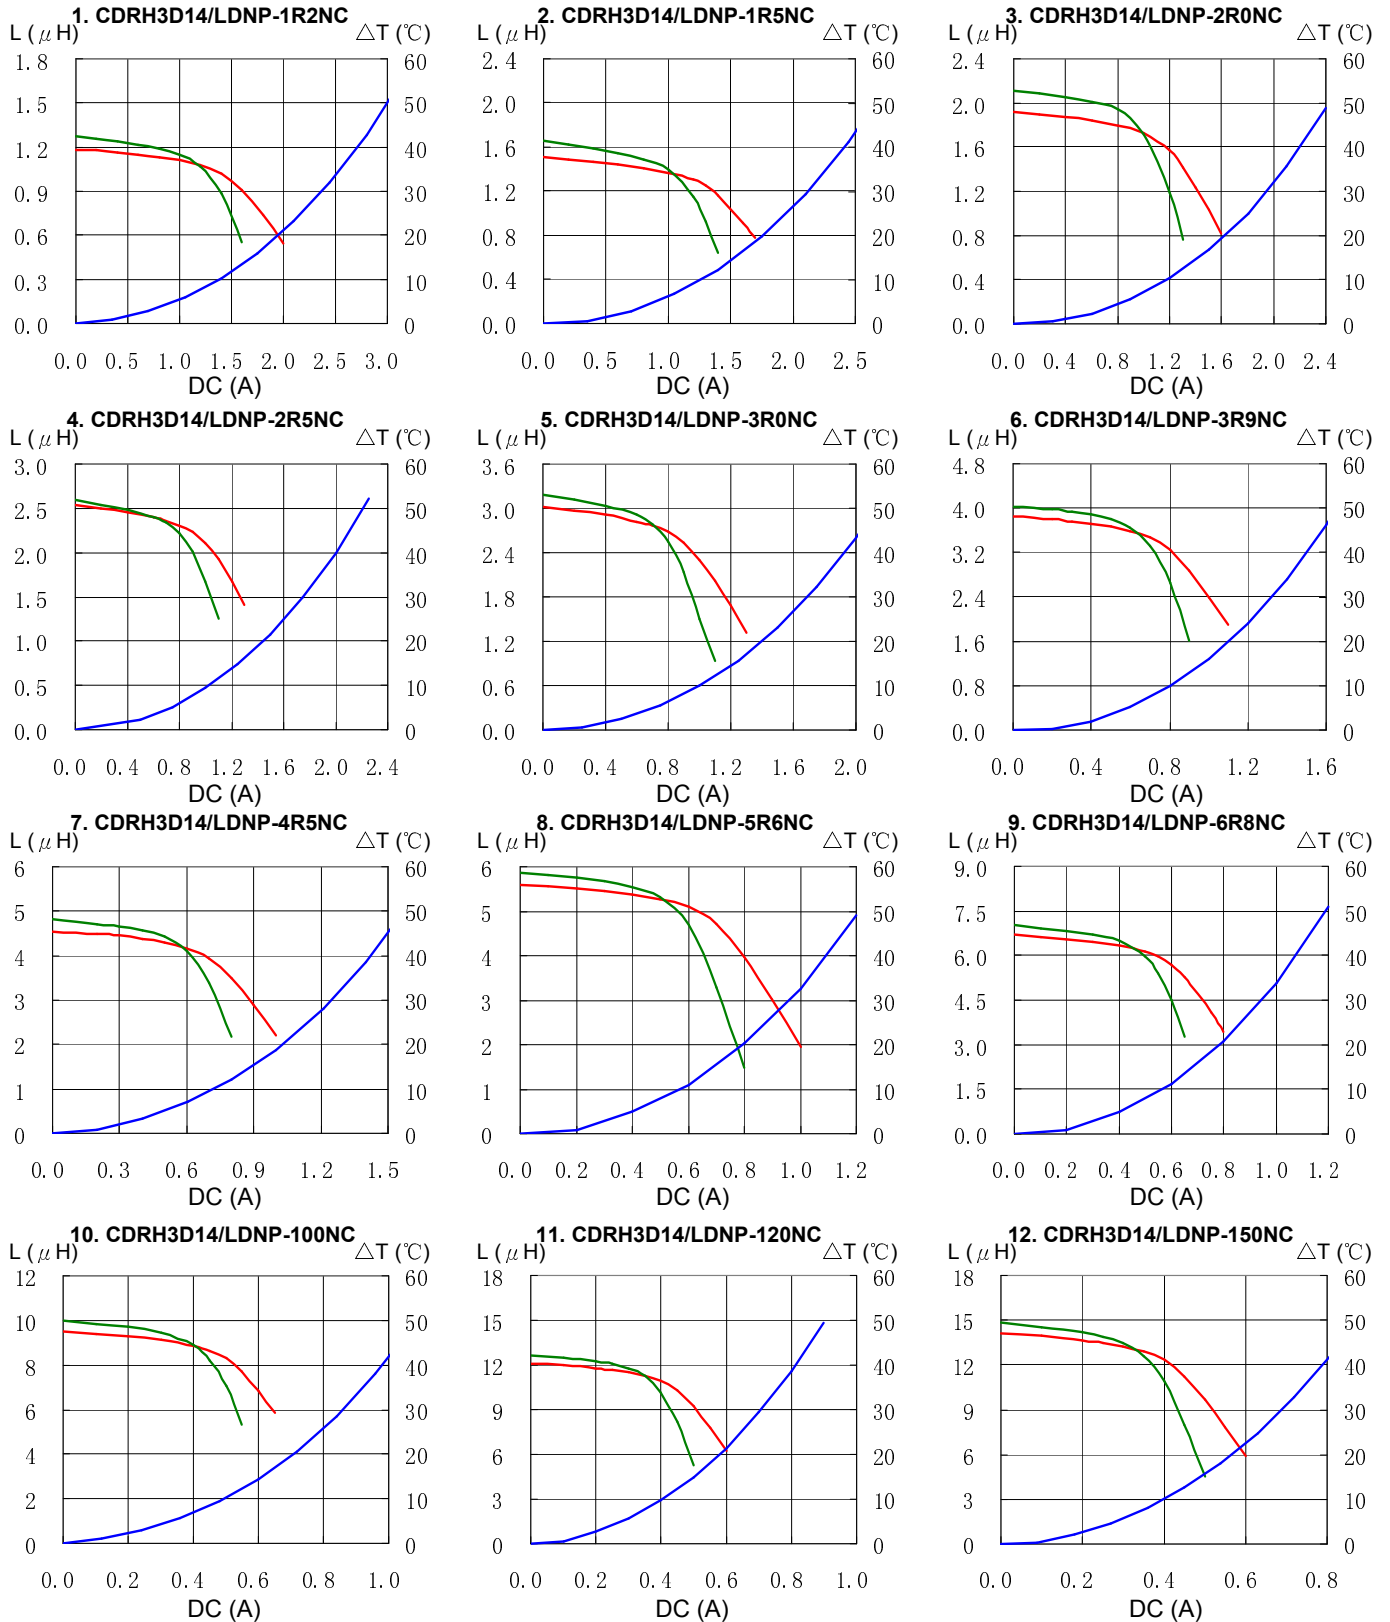 1. CDRH3D14/LDNP-1R2NC
L (μH) △T (℃)
1.8 60
1.5 50
1.2 40
0.9 30
0.6 20
0.3 10
0.0 0
0.0 0.5 1.0 1.5 2.0 2.5 3.0
DC (A)
2. CDRH3D14/LDNP-1R5NC
L (μH) △T (℃)
2.4 60
2.0 50
1.6 40
1.2 30
0.8 20
0.4 10
0.0 0
0.0 0.5 1.0 1.5 2.0 2.5
DC (A)
3. CDRH3D14/LDNP-2R0NC
L (μH) △T (℃)
2.4 60
2.0 50
1.6 40
1.2 30
0.8 20
0.4 10
0.0 0
0.0 0.4 0.8 1.2 1.6 2.0 2.4
DC (A)
4. CDRH3D14/LDNP-2R5NC
L (μH) △T (℃)
3.0 60
2.5 50
2.0 40
1.5 30
1.0 20
0.5 10
0.0 0
0.0 0.4 0.8 1.2 1.6 2.0 2.4
DC (A)
5. CDRH3D14/LDNP-3R0NC
L (μH) △T (℃)
3.6 60
3.0 50
2.4 40
1.8 30
1.2 20
0.6 10
0.0 0
0.0 0.4 0.8 1.2 1.6 2.0
DC (A)
6. CDRH3D14/LDNP-3R9NC
L (μH) △T (℃)
4.8 60
4.0 50
3.2 40
2.4 30
1.6 20
0.8 10
0.0 0
0.0 0.4 0.8 1.2 1.6
DC (A)
7. CDRH3D14/LDNP-4R5NC
L (μH) △T (℃)
6 60
5 50
4 40
3 30
2 20
1 10
0 0
0.0 0.3 0.6 0.9 1.2 1.5
DC (A)
8. CDRH3D14/LDNP-5R6NC
L (μH) △T (℃)
6 60
5 50
4 40
3 30
2 20
1 10
0 0
0.0 0.2 0.4 0.6 0.8 1.0 1.2
DC (A)
9. CDRH3D14/LDNP-6R8NC
L (μH) △T (℃)
9.0 60
7.5 50
6.0 40
4.5 30
3.0 20
1.5 10
0.0 0
0.0 0.2 0.4 0.6 0.8 1.0 1.2
DC (A)
10. CDRH3D14/LDNP-100NC
L (μH) △T (℃)
12 60
10 50
8 40
6 30
4 20
2 10
0 0
0.0 0.2 0.4 0.6 0.8 1.0
DC (A)
11. CDRH3D14/LDNP-120NC
L (μH) △T (℃)
18 60
15 50
12 40
9 30
6 20
3 10
0 0
0.0 0.2 0.4 0.6 0.8 1.0
DC (A)
12. CDRH3D14/LDNP-150NC
L (μH) △T (℃)
18 60
15 50
12 40
9 30
6 20
3 10
0 0
0.0 0.2 0.4 0.6 0.8
DC (A)